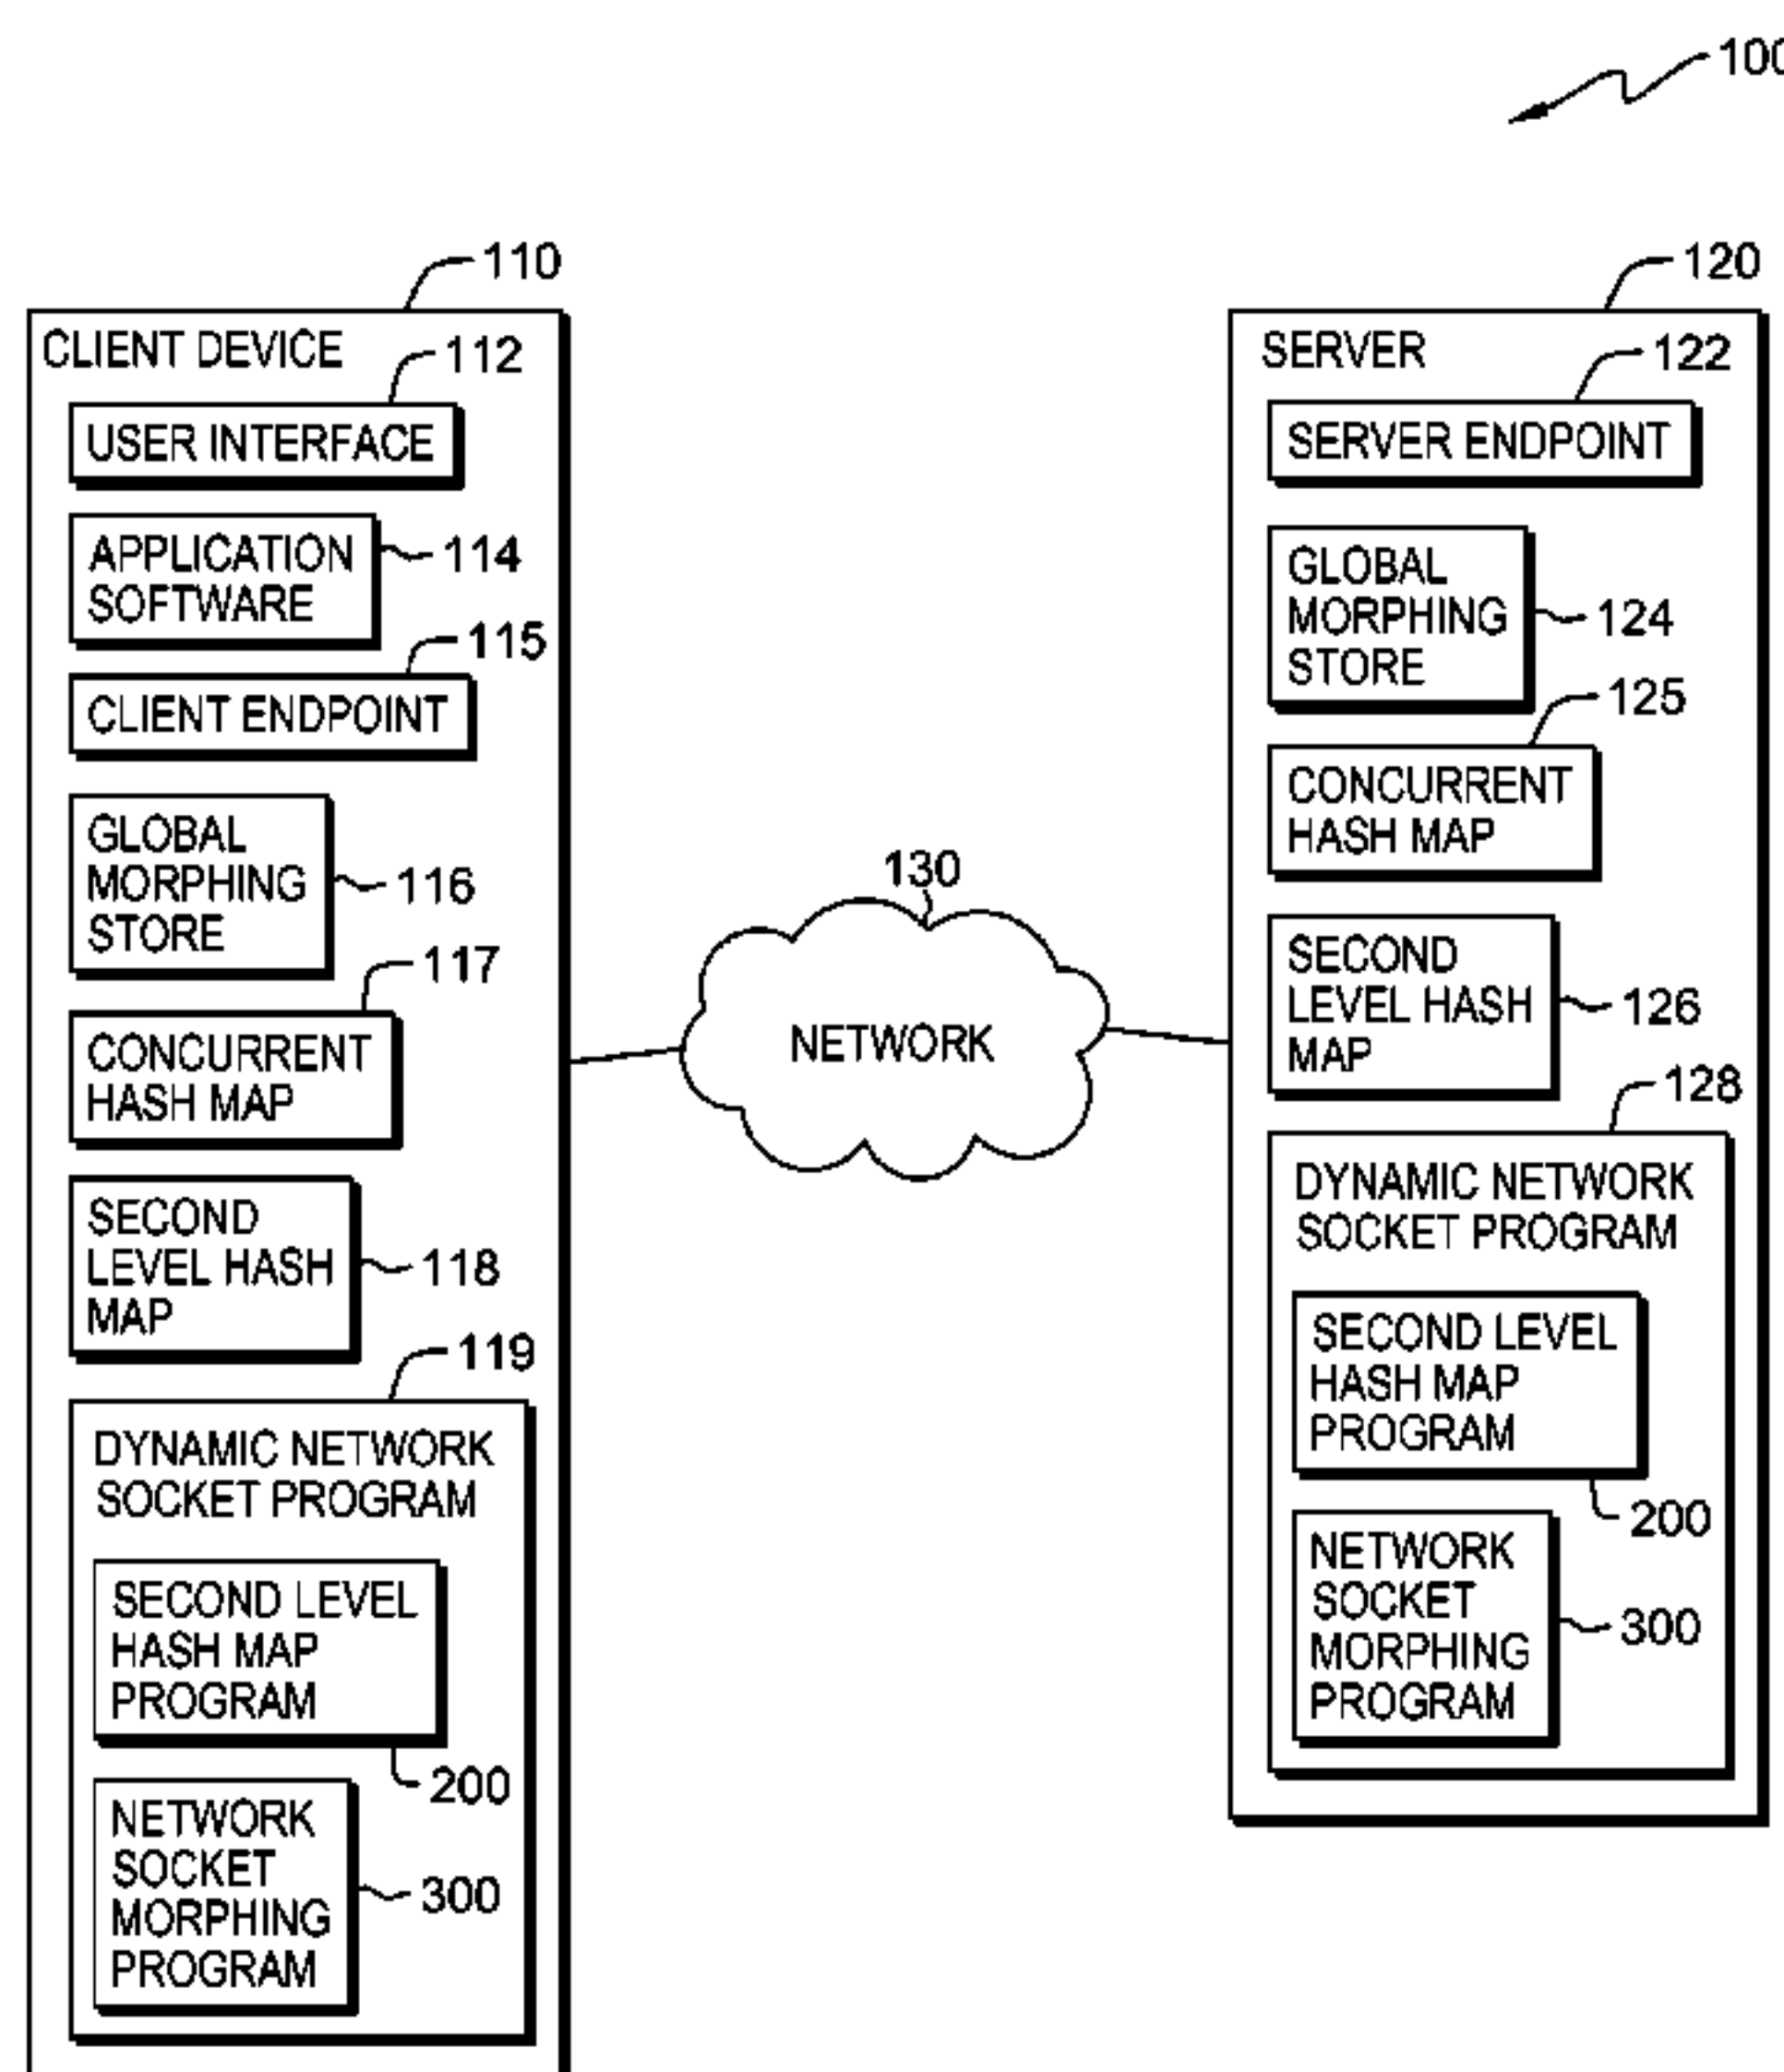 100
110
CLIENT DEVICE
112
USER INTERFACE
APPLICATION
SOFTWARE
114
115
CLIENT ENDPOINT
GLOBAL
MORPHING
STORE
116
117
CONCURRENT
HASH MAP
SECOND
LEVEL HASH
MAP
118
119
DYNAMIC NETWORK
SOCKET PROGRAM
SECOND LEVEL
HASH MAP
PROGRAM
200
NETWORK
SOCKET
MORPHING
PROGRAM
300
130
NETWORK
120
SERVER
122
SERVER ENDPOINT
GLOBAL
MORPHING
STORE
124
125
CONCURRENT
HASH MAP
SECOND
LEVEL HASH
MAP
126
128
DYNAMIC NETWORK
SOCKET PROGRAM
SECOND LEVEL
HASH MAP
PROGRAM
200
NETWORK
SOCKET
MORPHING
PROGRAM
300